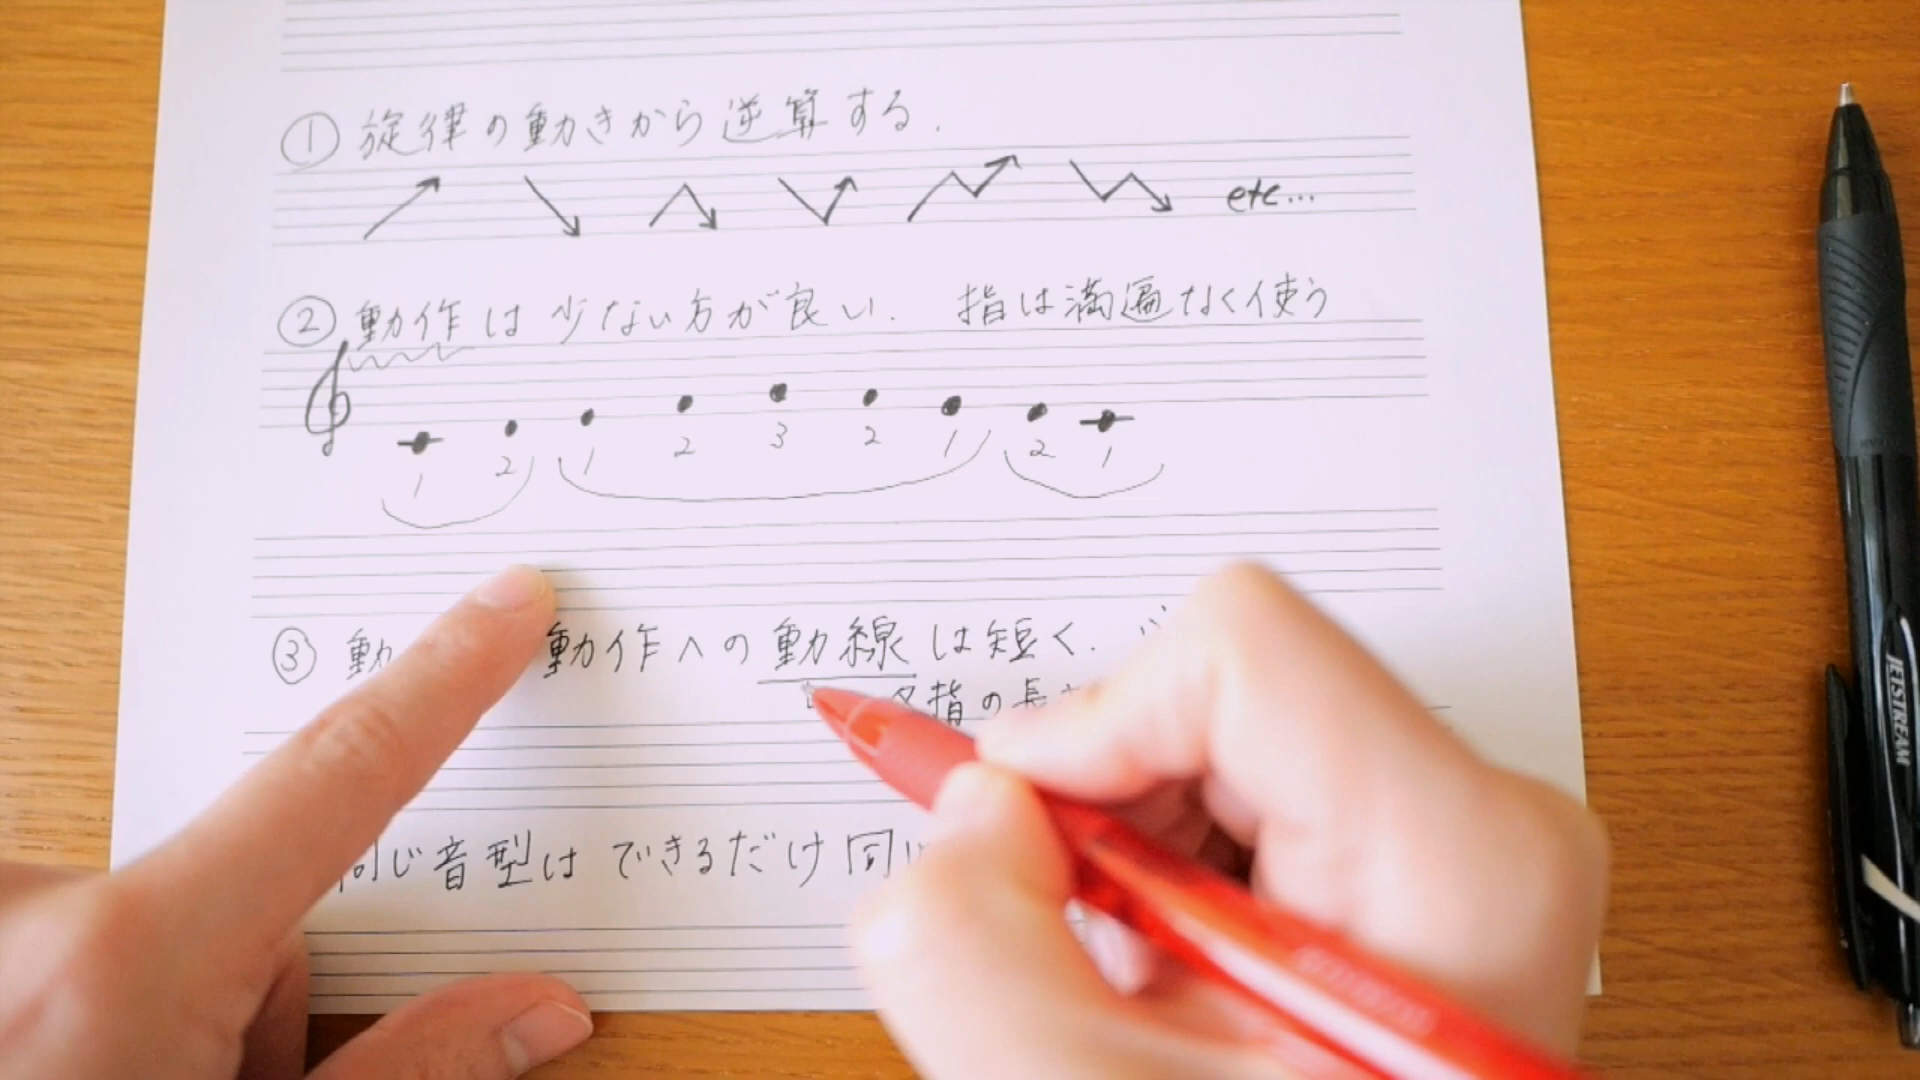 ① 旋律の動きから逆算する.
etc...
② 動作は少ない方が良い. 指は満遍なく使う
1 2 1 2 3 2 1 2 1
③ 動 動作への動線は短く.
各指の長
同じ音型はできるだけ同じ
JETSTREAM